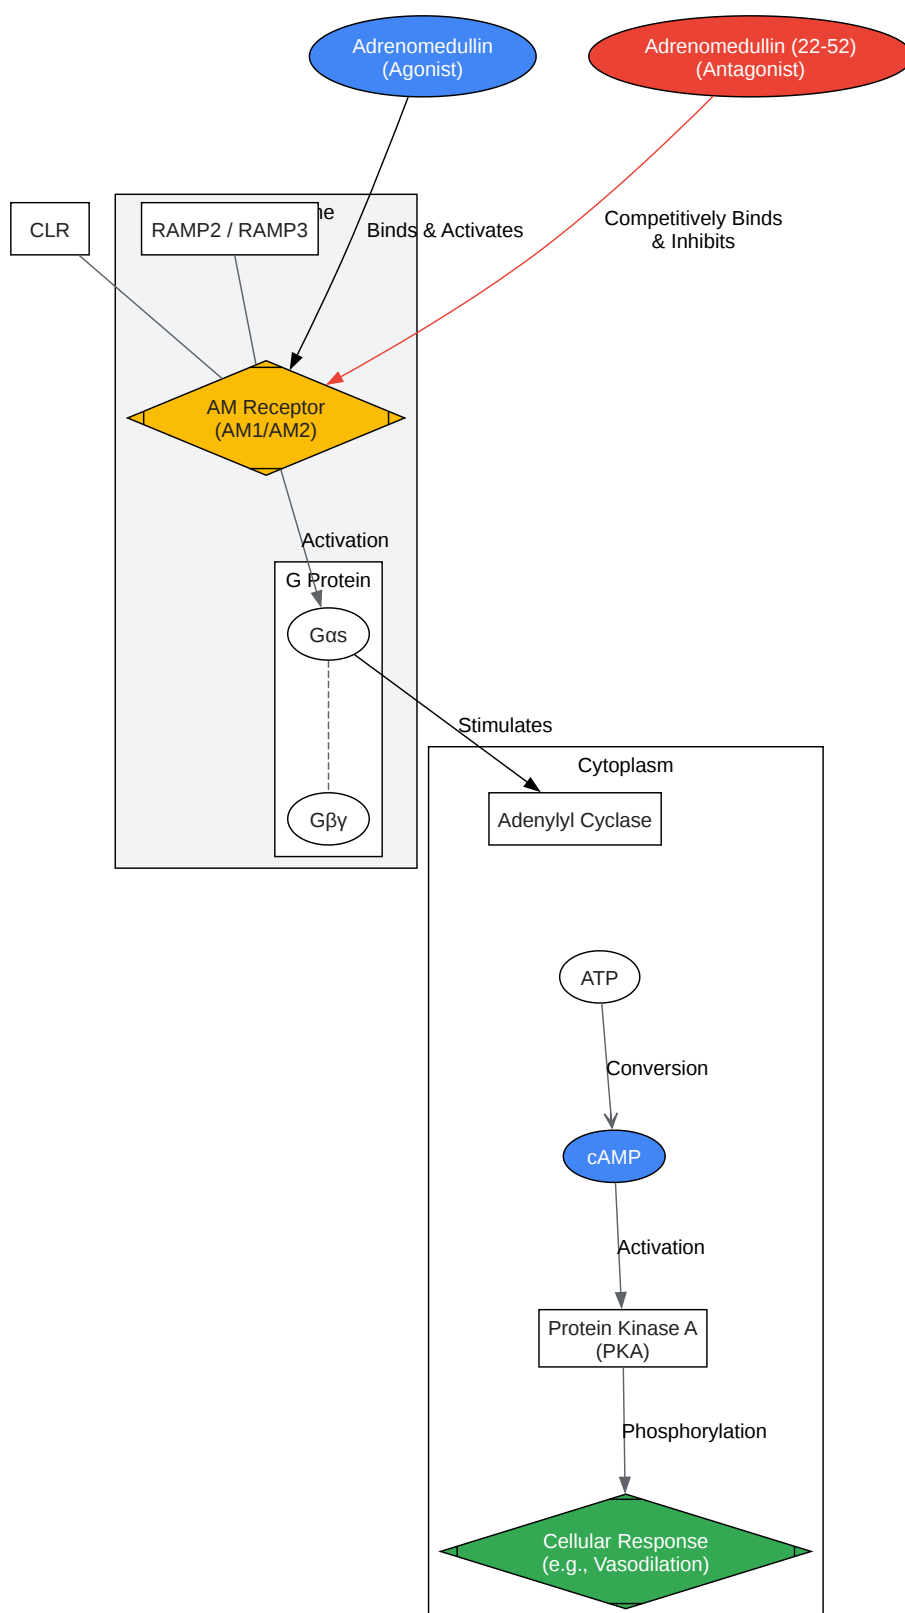 Adrenomedullin
(Agonist)
Adrenomedullin (22-52)
(Antagonist)
CLR
RAMP2 / RAMP3
Binds & Activates
Competitively Binds
& Inhibits
AM Receptor
(AM1/AM2)
Activation
G Protein
Gαs
Stimulates
Cytoplasm
Gβγ
Adenylyl Cyclase
ATP
Conversion
cAMP
Activation
Protein Kinase A
(PKA)
Phosphorylation
Cellular Response
(e.g., Vasodilation)